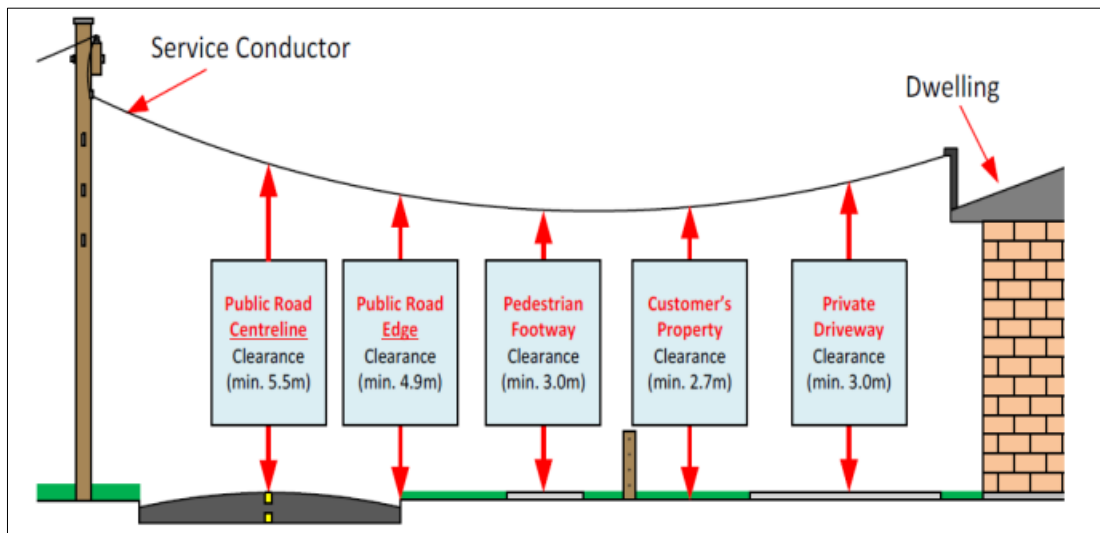 Service Conductor
Dwelling
Public Road
Centreline
Clearance
(min. 5.5m)
Public Road
Edge
Clearance
(min. 4.9m)
Pedestrian
Footway
Clearance
(min. 3.0m)
Customer's
Property
Clearance
(min. 2.7m)
Private
Driveway
Clearance
(min. 3.0m)